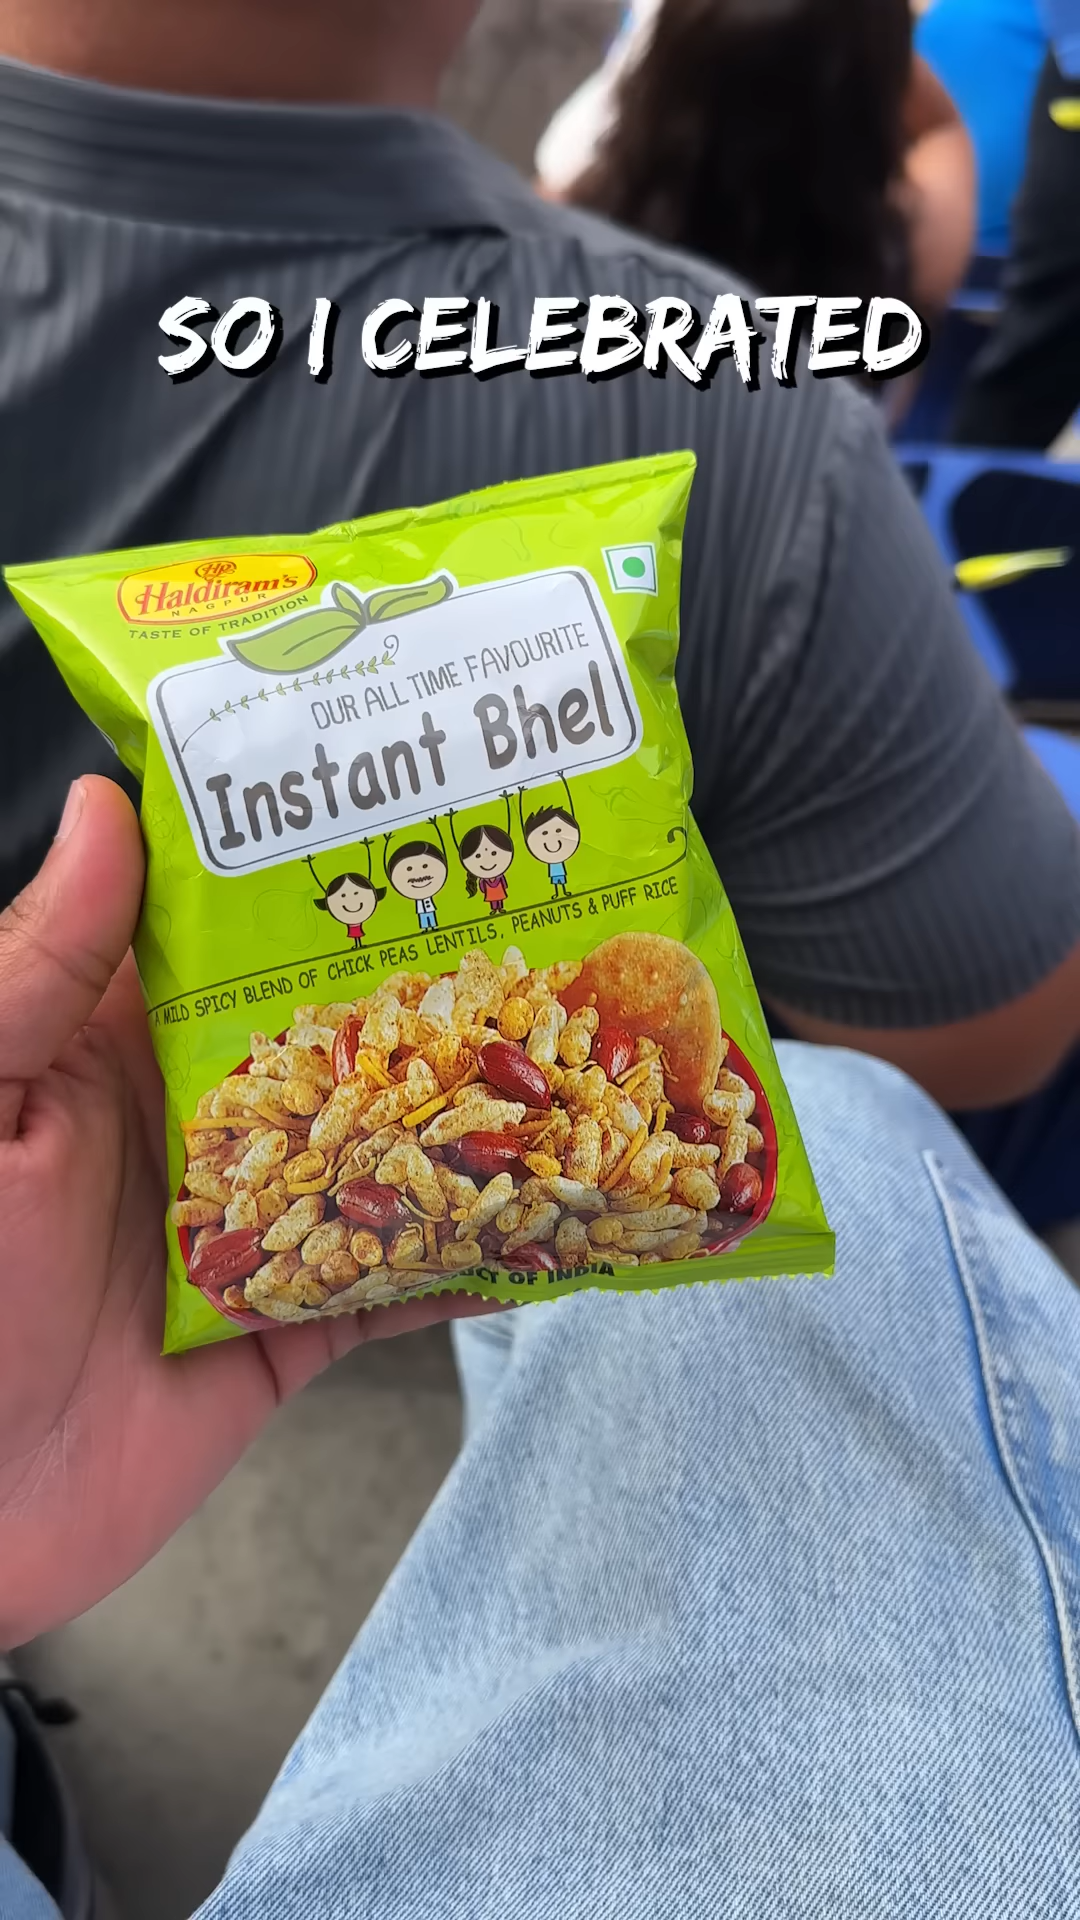 SO I CELEBRATED
HR
Haldiram's
NAGPUR
TASTE OF TRADITION
OUR ALL TIME FAVOURITE
Instant Bhel
A MILD SPICY BLEND OF CHICK PEAS LENTILS, PEANUTS & PUFF RICE
OF INDIA